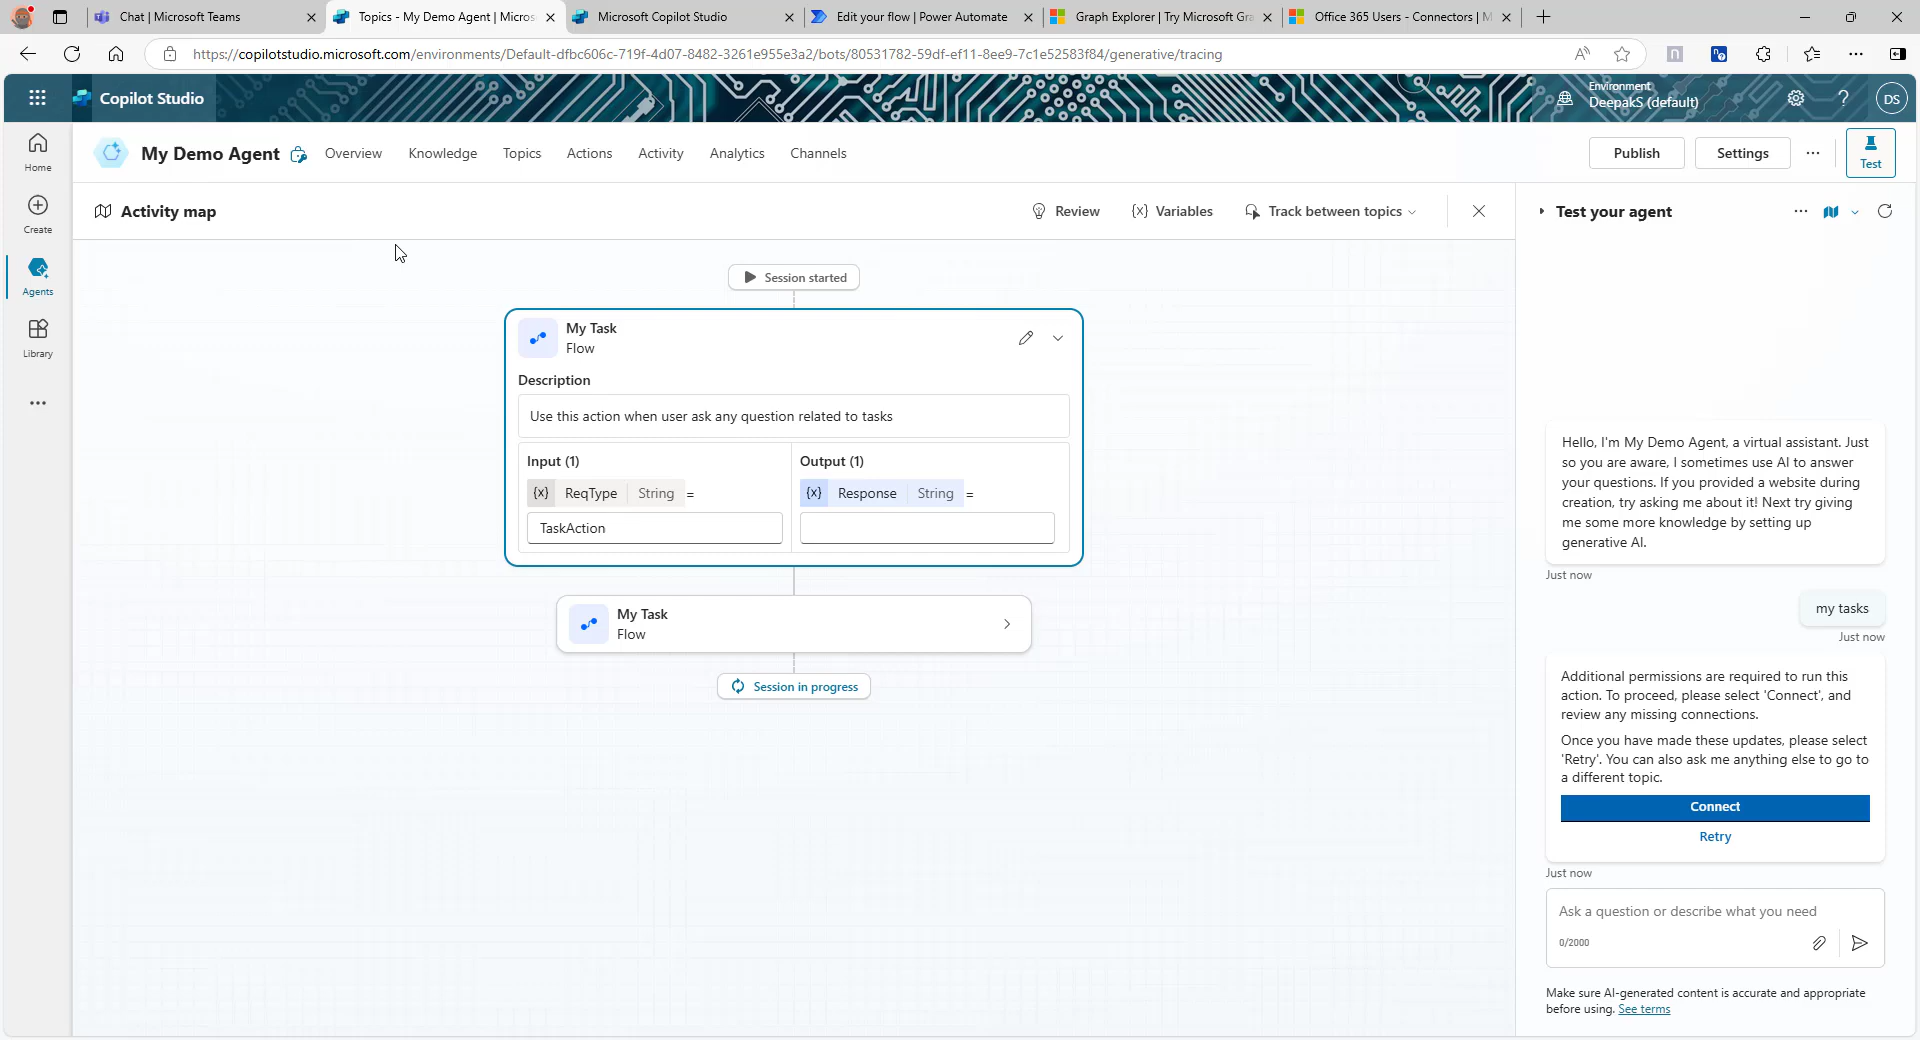 Chat | Microsoft Teams
Topics - My Demo Agent | Micros
Microsoft Copilot Studio
Edit your flow | Power Automate
Graph Explorer | Try Microsoft Gra
Office 365 Users - Connectors | M
https://copilotstudio.microsoft.com/environments/Default-dfbc606c-719f-4d07-8482-3261e955e3a2/bots/80531782-59df-ef11-8ee9-7c1e52583f84/generative/tracing
Copilot Studio
Environment
DeepakS (default)
DS
Home
Create
Agents
Library
My Demo Agent
Overview
Knowledge
Topics
Actions
Activity
Analytics
Channels
Publish
Settings
Test
Activity map
Review
{x} Variables
Track between topics
Session started
My Task
Flow
Description
Use this action when user ask any question related to tasks
Input (1)
{x} ReqType String =
TaskAction
Output (1)
{x} Response String =
My Task
Flow
Session in progress
Test your agent
Hello, I'm My Demo Agent, a virtual assistant. Just
so you are aware, I sometimes use AI to answer
your questions. If you provided a website during
creation, try asking me about it! Next try giving
me some more knowledge by setting up
generative AI.
Just now
my tasks
Just now
Additional permissions are required to run this
action. To proceed, please select 'Connect', and
review any missing connections.
Once you have made these updates, please select
'Retry'. You can also ask me anything else to go to
a different topic.
Connect
Retry
Just now
Ask a question or describe what you need
0/2000
Make sure AI-generated content is accurate and appropriate
before using. See terms